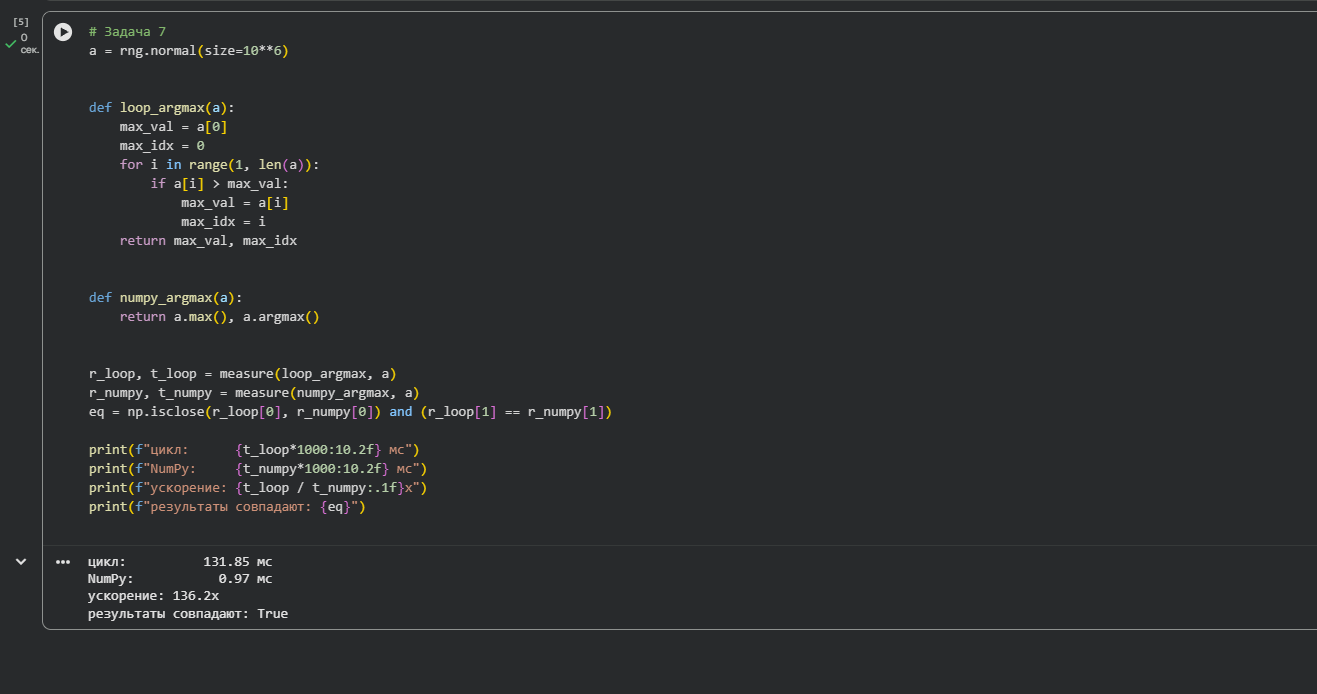 [5]
0
сек.
# Задача 7
a = rng.normal(size=10**6)
def loop_argmax(a):
    max_val = a[0]
    max_idx = 0
    for i in range(1, len(a)):
        if a[i] > max_val:
            max_val = a[i]
            max_idx = i
    return max_val, max_idx
def numpy_argmax(a):
    return a.max(), a.argmax()
r_loop, t_loop = measure(loop_argmax, a)
r_numpy, t_numpy = measure(numpy_argmax, a)
eq = np.isclose(r_loop[0], r_numpy[0]) and (r_loop[1] == r_numpy[1])
print(f"цикл:      {t_loop*1000:10.2f} мс")
print(f"NumPy:     {t_numpy*1000:10.2f} мс")
print(f"ускорение: {t_loop / t_numpy:.1f}x")
print(f"результаты совпадают: {eq}")
цикл:          131.85 мс
NumPy:           0.97 мс
ускорение: 136.2x
результаты совпадают: True